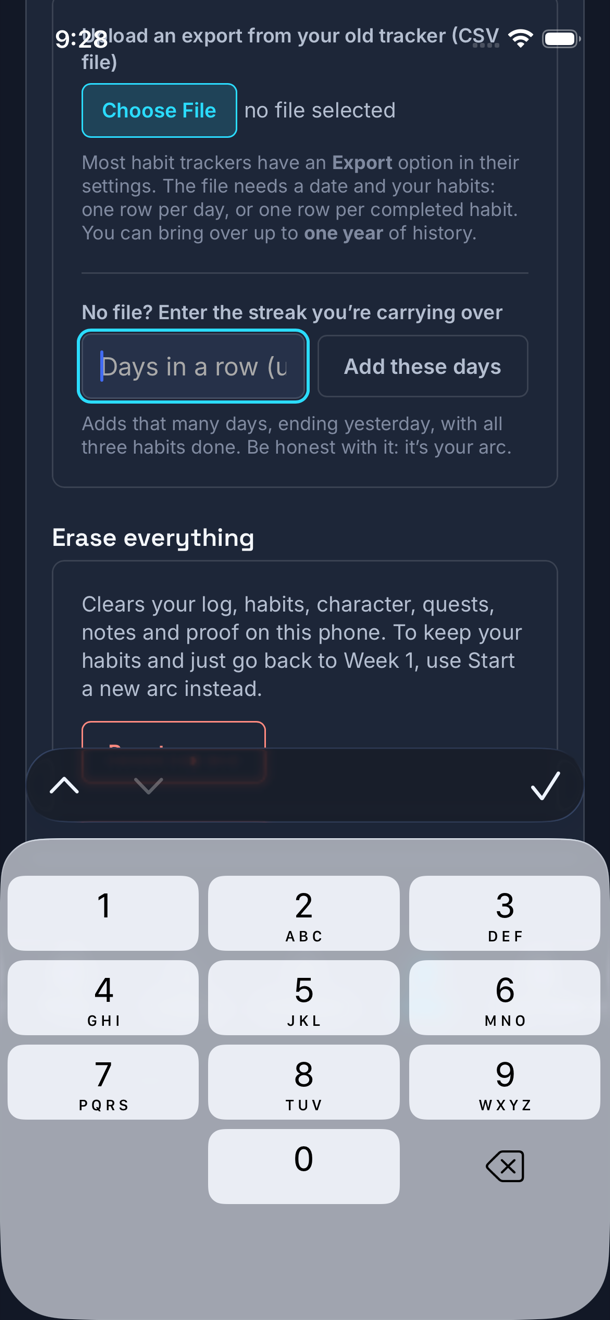 9:28
Upload an export from your old tracker (CSV
file)
Choose File no file selected
Most habit trackers have an Export option in their
settings. The file needs a date and your habits:
one row per day, or one row per completed habit.
You can bring over up to one year of history.
No file? Enter the streak you’re carrying over
Days in a row (u
Add these days
Adds that many days, ending yesterday, with all
three habits done. Be honest with it: it’s your arc.
Erase everything
Clears your log, habits, character, quests,
notes and proof on this phone. To keep your
habits and just go back to Week 1, use Start
a new arc instead.
1
2
ABC
3
DEF
4
GHI
5
JKL
6
MNO
7
PQRS
8
TUV
9
WXYZ
0